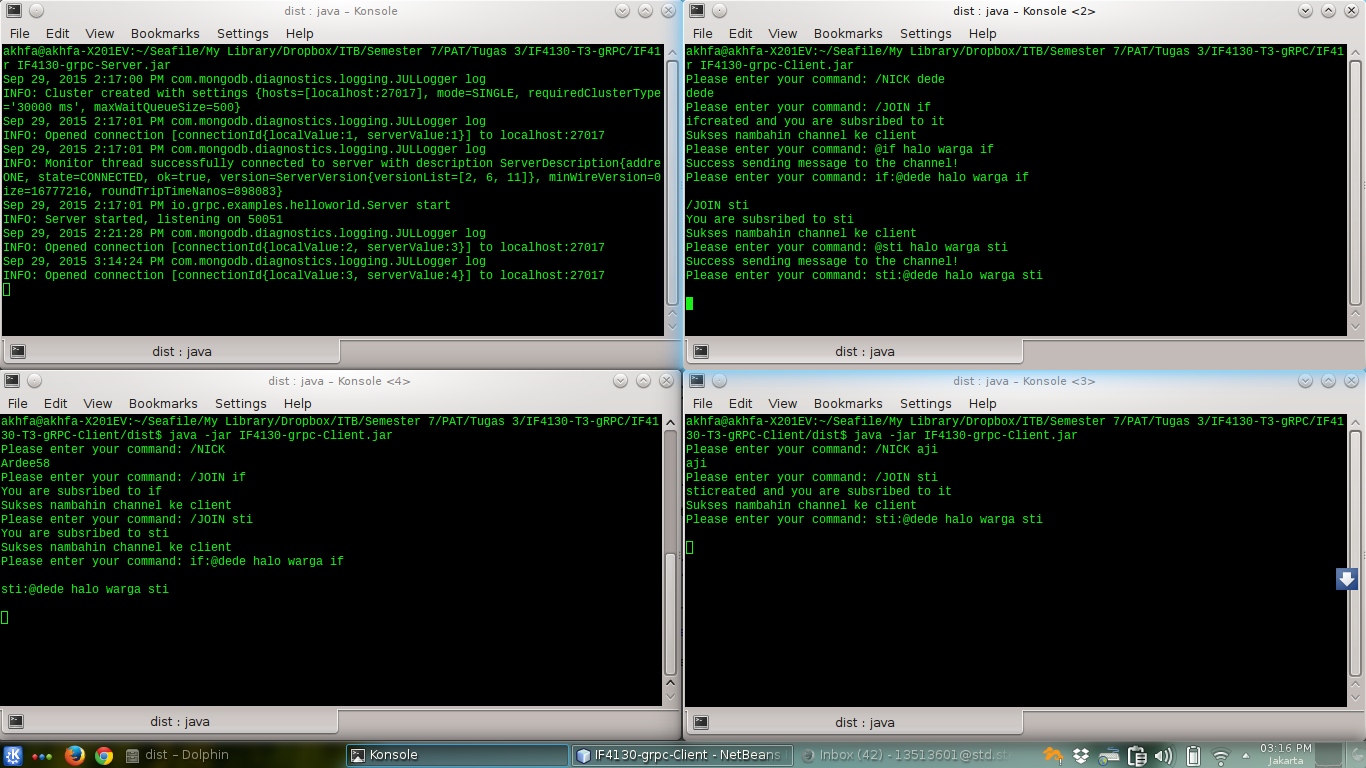 dist : java – Konsole
File Edit View Bookmarks Settings Help
akhfa@akhfa-X201EV:~/Seafile/My Library/Dropbox/ITB/Semester 7/PAT/Tugas 3/IF4130-T3-gRPC/IF41
r IF4130-grpc-Server.jar
Sep 29, 2015 2:17:00 PM com.mongodb.diagnostics.logging.JULLogger log
INFO: Cluster created with settings {hosts=[localhost:27017], mode=SINGLE, requiredClusterType
='30000 ms', maxWaitQueueSize=500}
Sep 29, 2015 2:17:01 PM com.mongodb.diagnostics.logging.JULLogger log
INFO: Opened connection [connectionId{localValue:1, serverValue:1}] to localhost:27017
Sep 29, 2015 2:17:01 PM com.mongodb.diagnostics.logging.JULLogger log
INFO: Monitor thread successfully connected to server with description ServerDescription{addre
ONE, state=CONNECTED, ok=true, version=ServerVersion{versionList=[2, 6, 11]}, minWireVersion=0
ize=16777216, roundTripTimeNanos=898083}
Sep 29, 2015 2:17:01 PM io.grpc.examples.helloworld.Server start
INFO: Server started, listening on 50051
Sep 29, 2015 2:21:28 PM com.mongodb.diagnostics.logging.JULLogger log
INFO: Opened connection [connectionId{localValue:2, serverValue:3}] to localhost:27017
Sep 29, 2015 3:14:24 PM com.mongodb.diagnostics.logging.JULLogger log
INFO: Opened connection [connectionId{localValue:3, serverValue:4}] to localhost:27017
dist : java
dist : java – Konsole <2>
File Edit View Bookmarks Settings Help
akhfa@akhfa-X201EV:~/Seafile/My Library/Dropbox/ITB/Semester 7/PAT/Tugas 3/IF4130-T3-gRPC/IF41
r IF4130-grpc-Client.jar
Please enter your command: /NICK dede
dede
Please enter your command: /JOIN if
ifcreated and you are subsribed to it
Sukses nambahin channel ke client
Please enter your command: @if halo warga if
Success sending message to the channel!
Please enter your command: if:@dede halo warga if
/JOIN sti
You are subsribed to sti
Sukses nambahin channel ke client
Please enter your command: @sti halo warga sti
Success sending message to the channel!
Please enter your command: sti:@dede halo warga sti
dist : java
dist : java – Konsole <4>
File Edit View Bookmarks Settings Help
akhfa@akhfa-X201EV:~/Seafile/My Library/Dropbox/ITB/Semester 7/PAT/Tugas 3/IF4130-T3-gRPC/IF41
30-T3-gRPC-Client/dist$ java -jar IF4130-grpc-Client.jar
Please enter your command: /NICK
Ardee58
Please enter your command: /JOIN if
You are subsribed to if
Sukses nambahin channel ke client
Please enter your command: /JOIN sti
You are subsribed to sti
Sukses nambahin channel ke client
Please enter your command: if:@dede halo warga if
sti:@dede halo warga sti
dist : java
dist : java – Konsole <3>
File Edit View Bookmarks Settings Help
akhfa@akhfa-X201EV:~/Seafile/My Library/Dropbox/ITB/Semester 7/PAT/Tugas 3/IF4130-T3-gRPC/IF41
30-T3-gRPC-Client/dist$ java -jar IF4130-grpc-Client.jar
Please enter your command: /NICK aji
aji
Please enter your command: /JOIN sti
sticreated and you are subsribed to it
Sukses nambahin channel ke client
Please enter your command: sti:@dede halo warga sti
dist : java
dist – Dolphin
Konsole
IF4130-grpc-Client - NetBeans
Inbox (42) - 13513601@std.st
03:16 PM
Jakarta